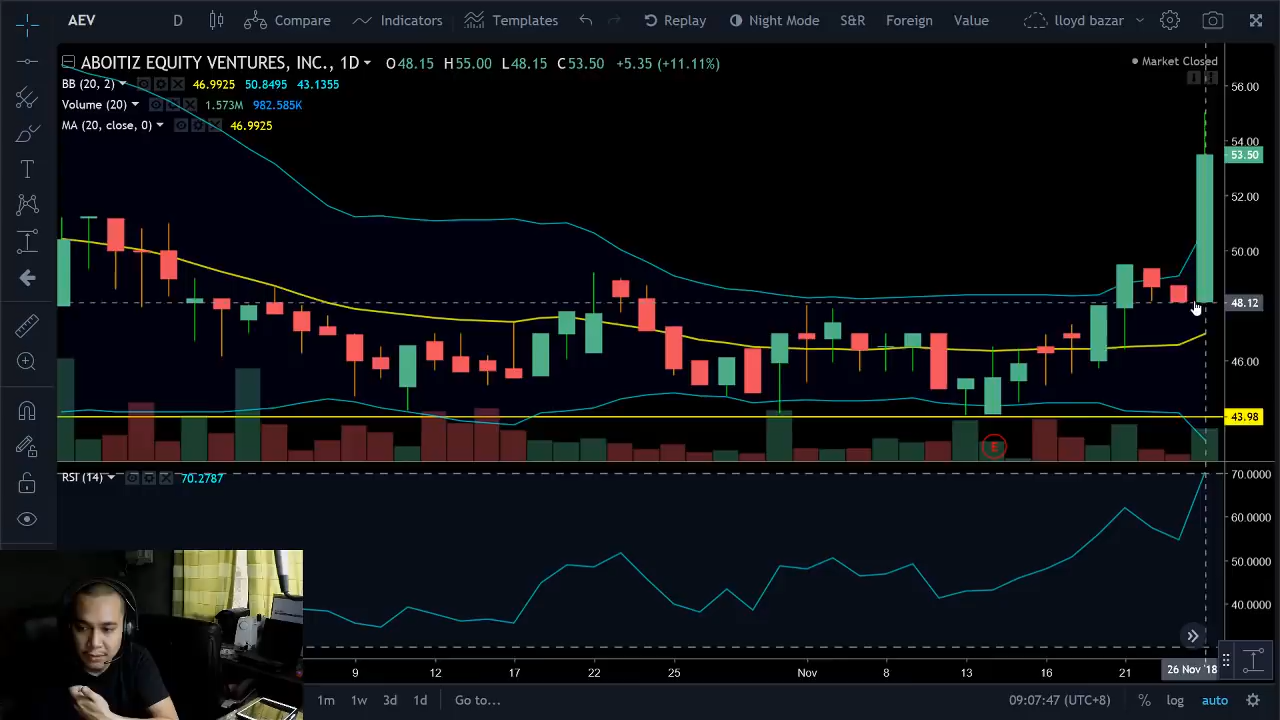 AEV D Compare Indicators Templates Replay Night Mode S&R Foreign Value lloyd bazar
ABOITIZ EQUITY VENTURES, INC., 1D O48.15 H55.00 L48.15 C53.50 +5.35 (+11.11%)
Market Closed
BB (20, 2) 46.9925 50.8495 43.1355
Volume (20) 1.573M 982.585K
MA (20, close, 0) 46.9925
56.00
54.00
53.50
52.00
50.00
48.12
46.00
43.98
E
RSI (14) 70.2787
70.0000
60.0000
50.0000
40.0000
9 12 17 22 25 Nov 8 13 16 21 26 Nov '18
1m 1w 3d 1d Go to... 09:07:47 (UTC+8) % log auto